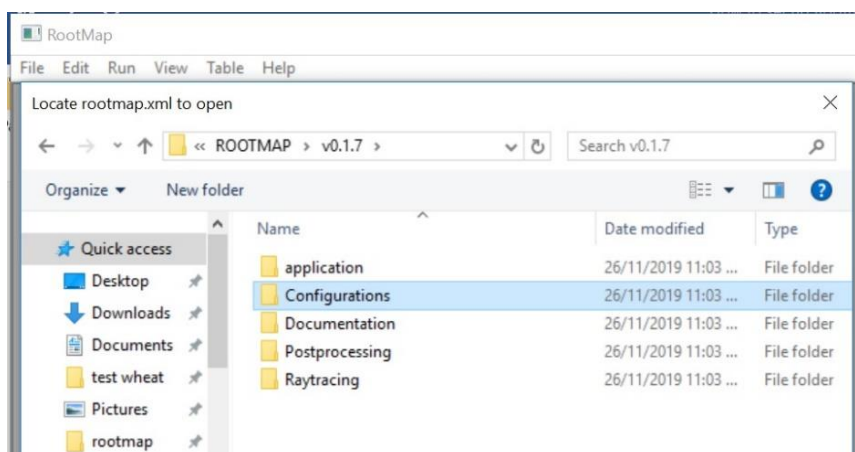 RootMap
File Edit Run View Table Help
Locate rootmap.xml to open
« ROOTMAP > v0.1.7 > Search v0.1.7
Organize New folder
Name Date modified Type
Quick access
application 26/11/2019 11:03 ... File folder
Desktop
Configurations 26/11/2019 11:03 ... File folder
Downloads
Documentation 26/11/2019 11:03 ... File folder
Documents
Postprocessing 26/11/2019 11:03 ... File folder
test wheat
Raytracing 26/11/2019 11:03 ... File folder
Pictures
rootmap